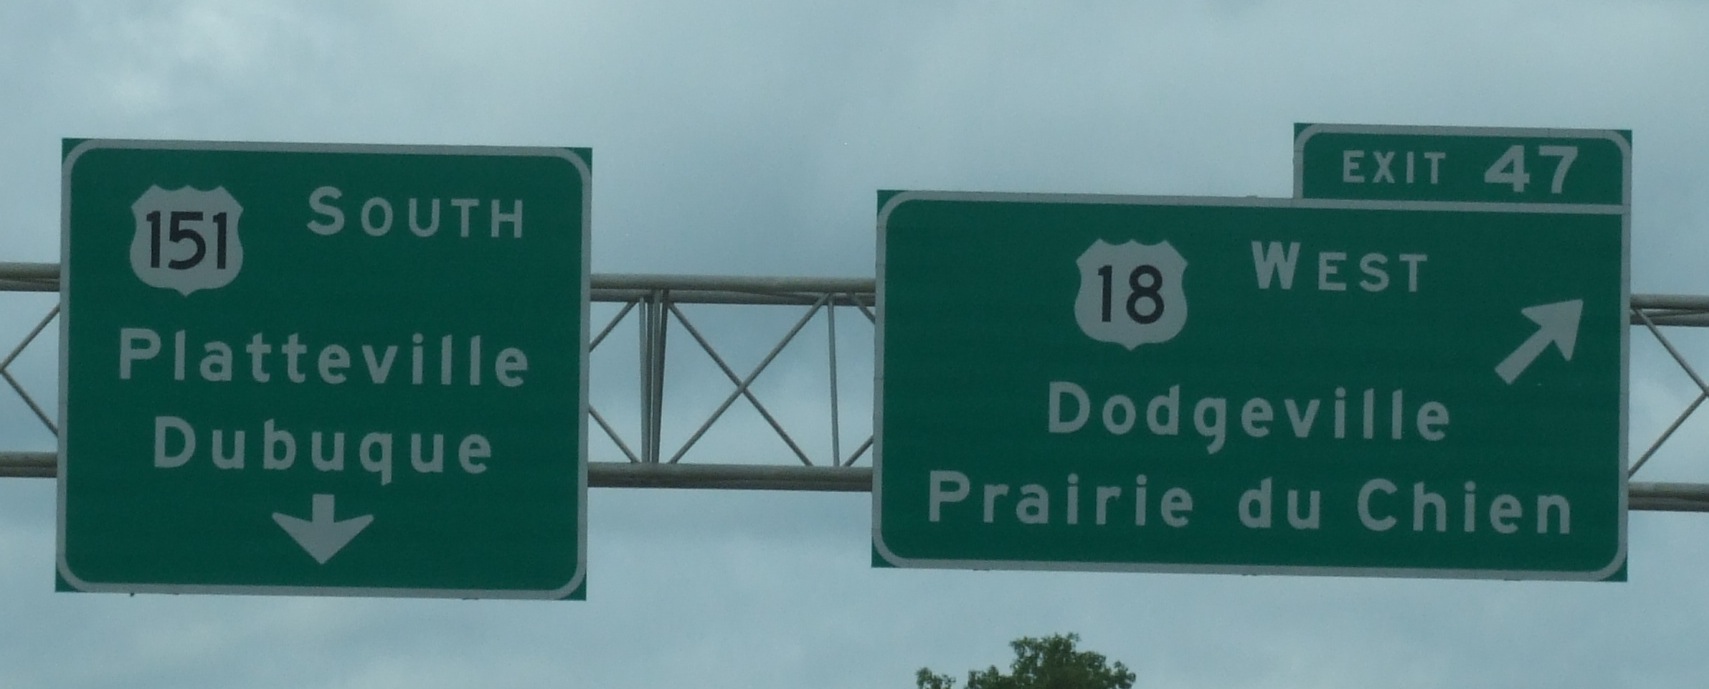 151 SOUTH
Platteville
Dubuque
EXIT 47
18 WEST
Dodgeville
Prairie du Chien